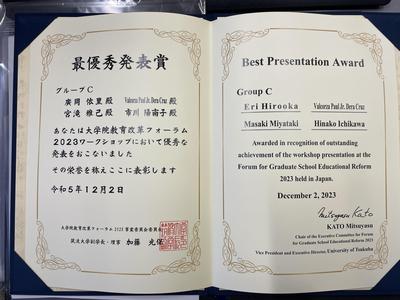 最優秀発表賞
グループC
廣岡 依里 殿 Valoeza Paul Jr. Dera Cruz 殿
宮滝 雅己 殿 市川 陽南子 殿
あなたは大学院教育改革フォーラム
2023ワークショップにおいて優秀な
発表をおこないました
その栄誉を称えここに表彰します
令和5年12月2日
大学院教育改革フォーラム2023 実行委員会委員長
筑波大学副学長・理事 加藤 光保
Best Presentation Award
Group C
Eri Hirooka Valoeza Paul Jr. Dera Cruz
Masaki Miyataki Hinako Ichikawa
Awarded in recognition of outstanding
achievement of the workshop presentation at the
Forum for Graduate School Educational Reform
2023 held in Japan.
December 2, 2023
Mitsuyasu Kato
KATO Mitsuyasu
Chair of the Executive Committee for Forum
for Graduate School Educational Reform 2023
Vice President and Executive Director, University of Tsukuba